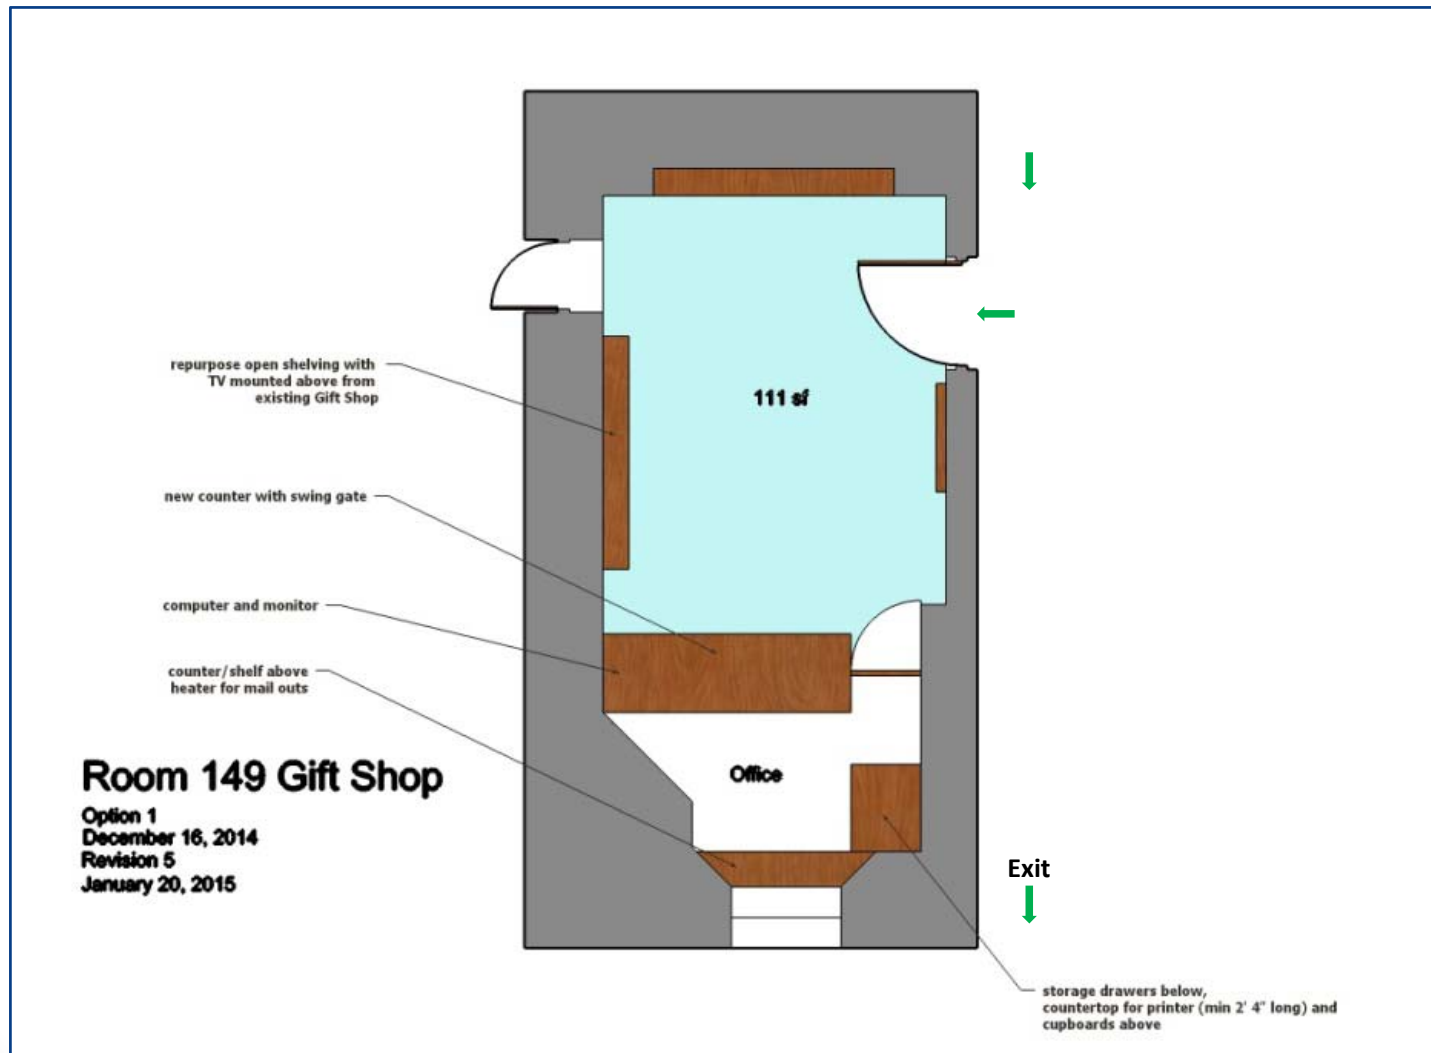 111 sf
repurpose open shelving with
TV mounted above from
existing Gift Shop
new counter with swing gate
computer and monitor
counter/shelf above
heater for mail outs
Office
Room 149 Gift Shop
Option 1
December 16, 2014
Revision 5
January 20, 2015
Exit
storage drawers below,
countertop for printer (min 2' 4" long) and
cupboards above